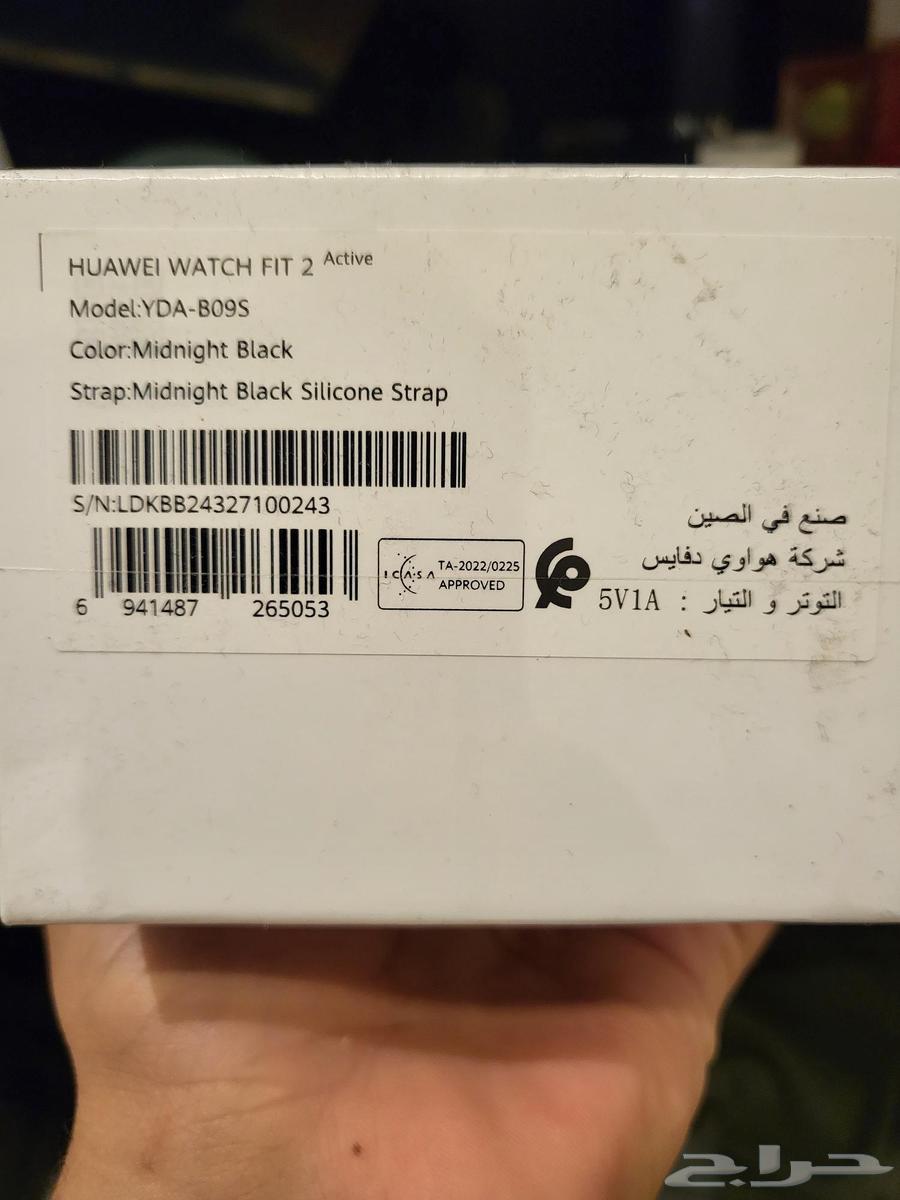 HUAWEI WATCH FIT 2 Active
Model:YDA-B09S
Color:Midnight Black
Strap:Midnight Black Silicone Strap
S/N:LDKBB24327100243
6 941487 265053
ICASA TA-2022/0225
APPROVED
صنع في الصين
شركة هواوي دفايس
التوتر و التيار : 5V1A
حراج